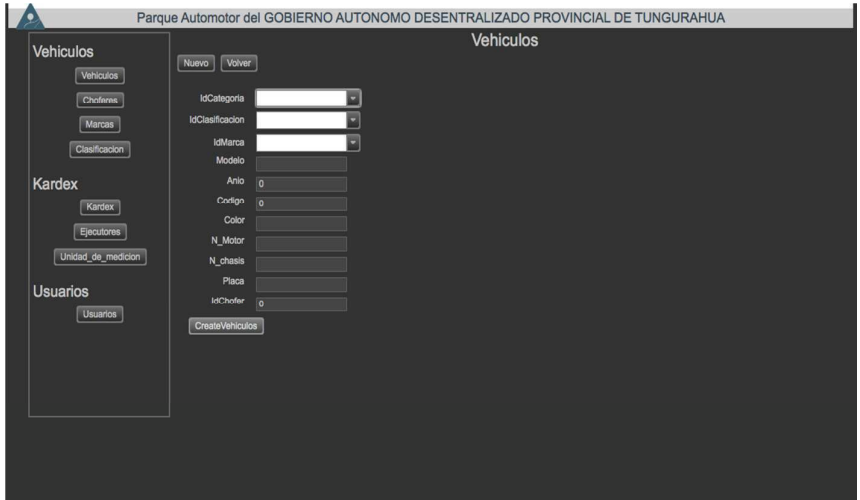 Parque Automotor del GOBIERNO AUTONOMO DESENTRALIZADO PROVINCIAL DE TUNGURAHUA
Vehiculos
Vehiculos
Vehiculos
Choferes
Marcas
Clasificacion
Kardex
Kardex
Ejecutores
Unidad_de_medicion
Usuarios
Usuarios
Nuevo Volver
IdCategoria
IdClasificacion
IdMarca
Modelo
Anio 0
Codigo 0
Color
N_Motor
N_chasis
Placa
IdChofer 0
CreateVehiculos